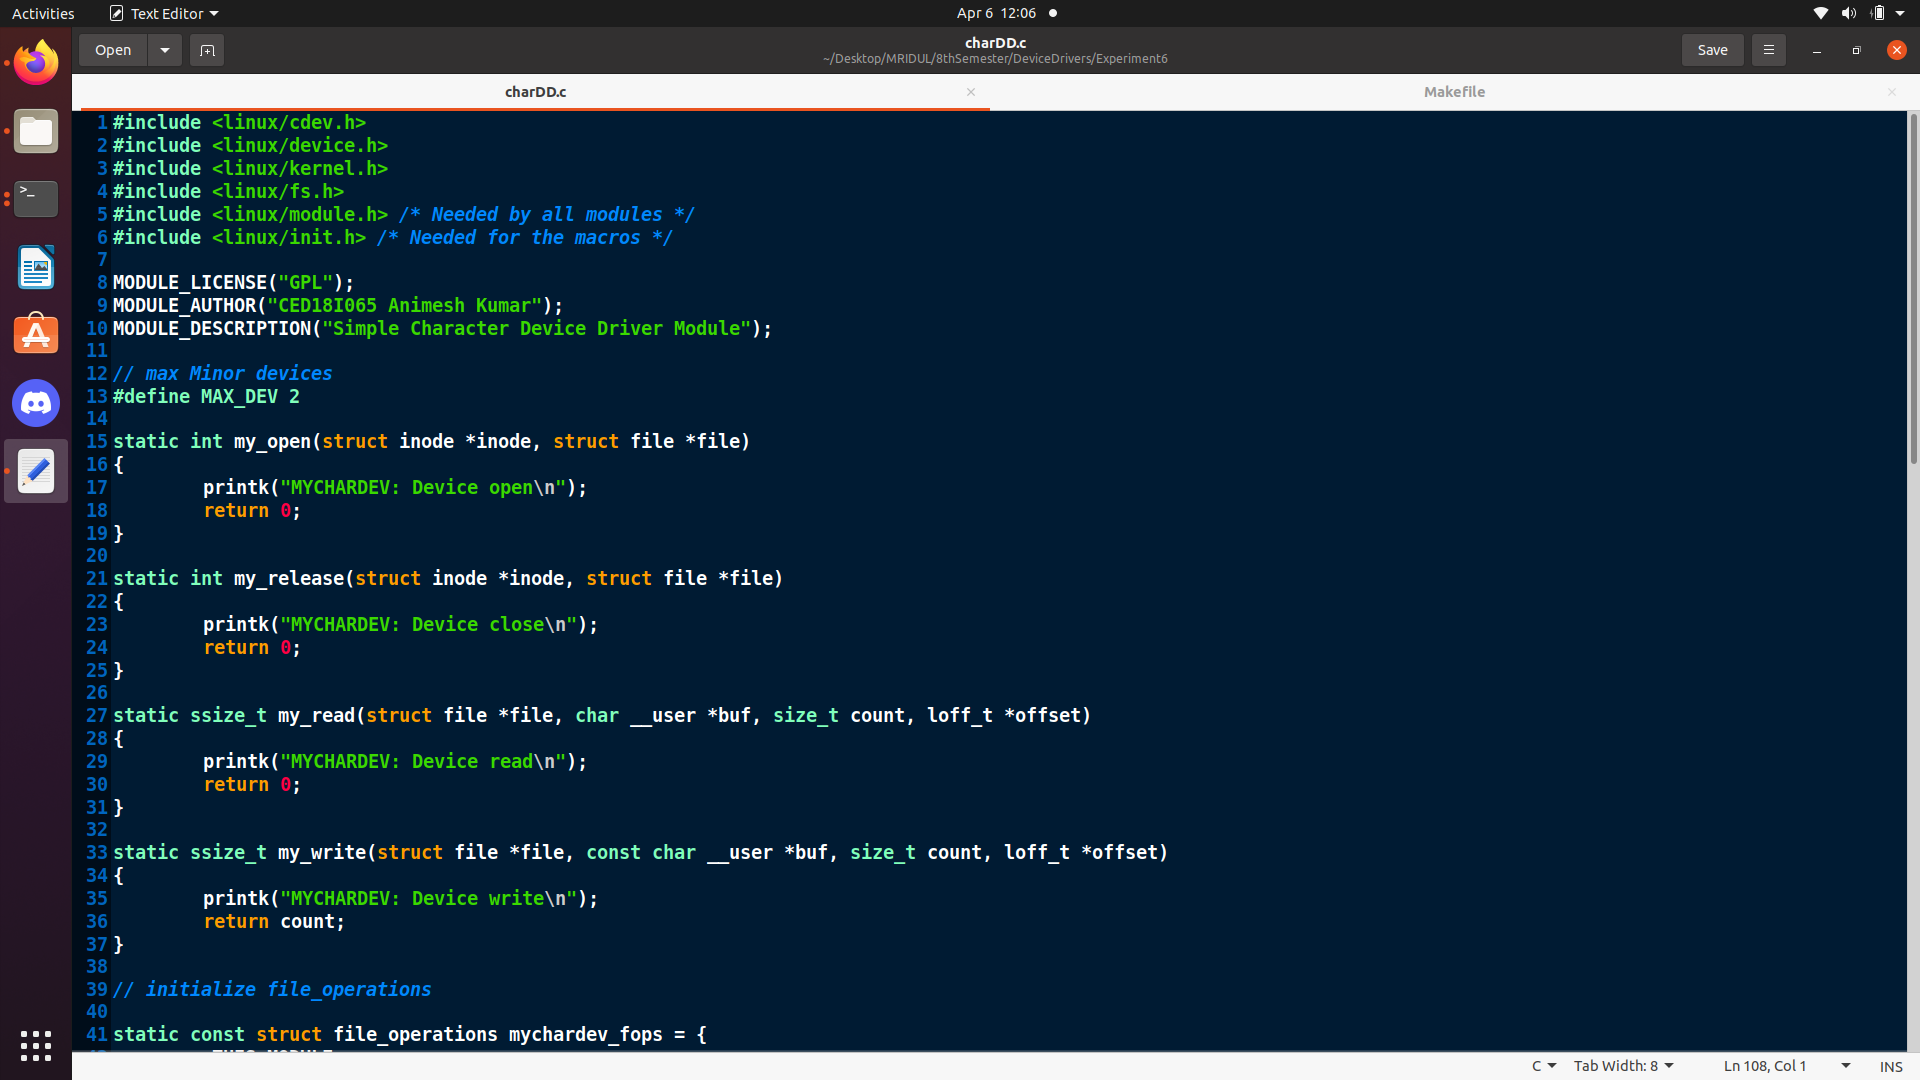 Activities Text Editor Apr 6 12:06
Open charDD.c Save
~/Desktop/MRIDUL/8thSemester/DeviceDrivers/Experiment6
charDD.c Makefile
1 #include <linux/cdev.h>
2 #include <linux/device.h>
3 #include <linux/kernel.h>
4 #include <linux/fs.h>
5 #include <linux/module.h> /* Needed by all modules */
6 #include <linux/init.h> /* Needed for the macros */
7
8 MODULE_LICENSE("GPL");
9 MODULE_AUTHOR("CED18I065 Animesh Kumar");
10 MODULE_DESCRIPTION("Simple Character Device Driver Module");
11
12 // max Minor devices
13 #define MAX_DEV 2
14
15 static int my_open(struct inode *inode, struct file *file)
16 {
17 printk("MYCHARDEV: Device open\n");
18 return 0;
19 }
20
21 static int my_release(struct inode *inode, struct file *file)
22 {
23 printk("MYCHARDEV: Device close\n");
24 return 0;
25 }
26
27 static ssize_t my_read(struct file *file, char __user *buf, size_t count, loff_t *offset)
28 {
29 printk("MYCHARDEV: Device read\n");
30 return 0;
31 }
32
33 static ssize_t my_write(struct file *file, const char __user *buf, size_t count, loff_t *offset)
34 {
35 printk("MYCHARDEV: Device write\n");
36 return count;
37 }
38
39 // initialize file_operations
40
41 static const struct file_operations mychardev_fops = {
C Tab Width: 8 Ln 108, Col 1 INS